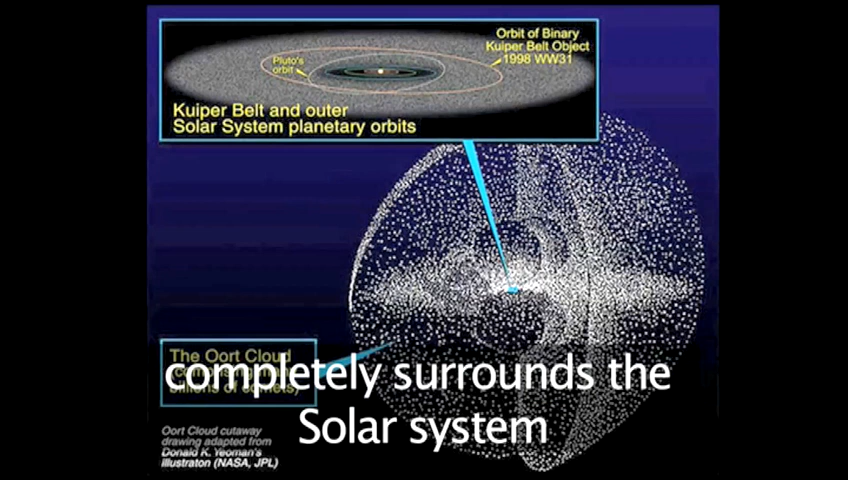 Orbit of Binary
Kuiper Belt Object
1998 WW31
Pluto's
orbit
Kuiper Belt and outer
Solar System planetary orbits
The Oort Cloud
completely surrounds the
Solar system
Oort Cloud cutaway
drawing adapted from
Donald K. Yeoman's
illustraton (NASA, JPL)